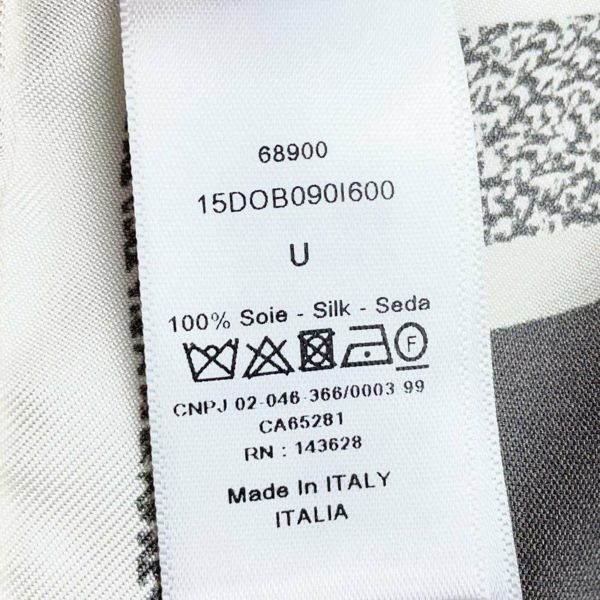 68900
15DOB090I600
U
100% Soie - Silk - Seda
F
CNPJ 02-046-366/0003 99
CA65281
RN : 143628
Made In ITALY
ITALIA